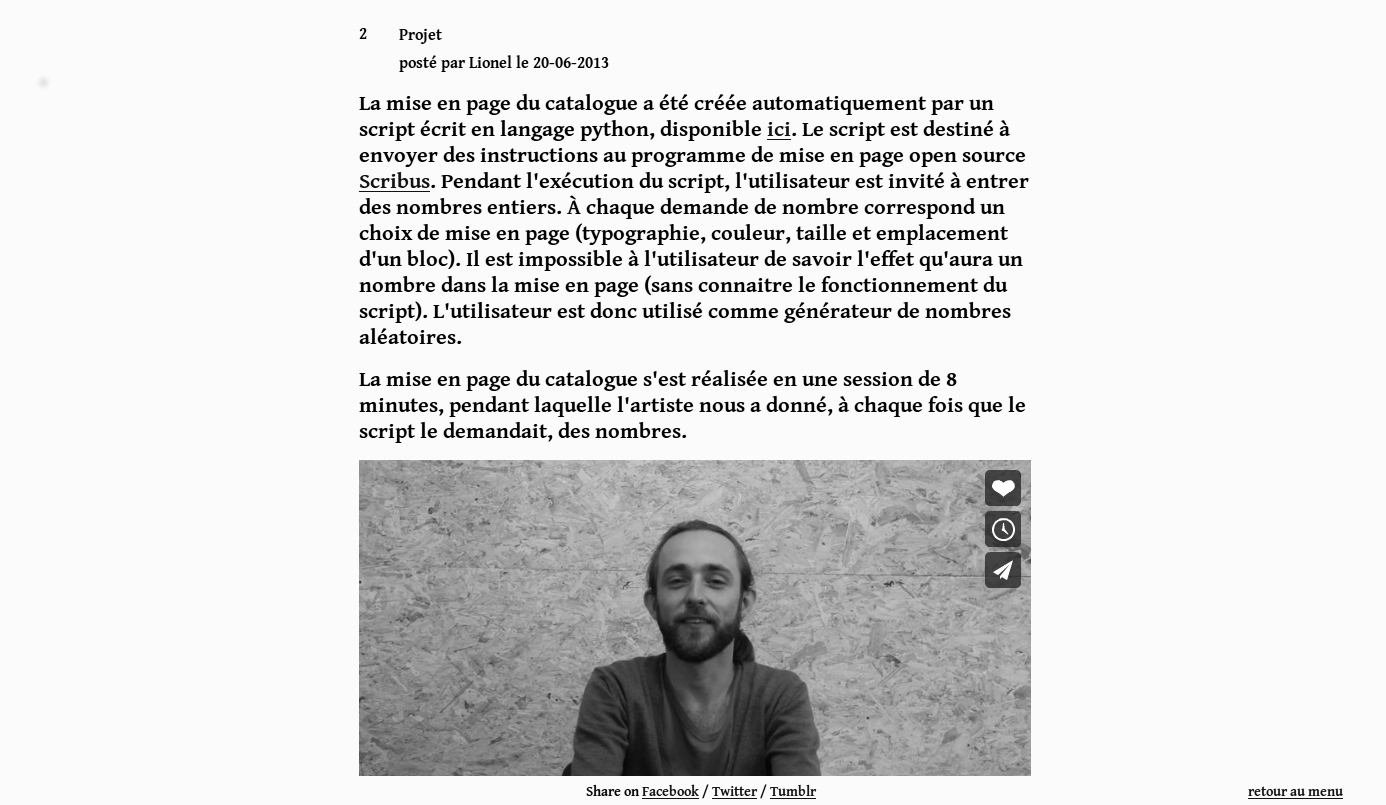 2 Projet
posté par Lionel le 20-06-2013
La mise en page du catalogue a été créée automatiquement par un
script écrit en langage python, disponible ici. Le script est destiné à
envoyer des instructions au programme de mise en page open source
Scribus. Pendant l'exécution du script, l'utilisateur est invité à entrer
des nombres entiers. À chaque demande de nombre correspond un
choix de mise en page (typographie, couleur, taille et emplacement
d'un bloc). Il est impossible à l'utilisateur de savoir l'effet qu'aura un
nombre dans la mise en page (sans connaitre le fonctionnement du
script). L'utilisateur est donc utilisé comme générateur de nombres
aléatoires.
La mise en page du catalogue s'est réalisée en une session de 8
minutes, pendant laquelle l'artiste nous a donné, à chaque fois que le
script le demandait, des nombres.
Share on Facebook / Twitter / Tumblr
retour au menu